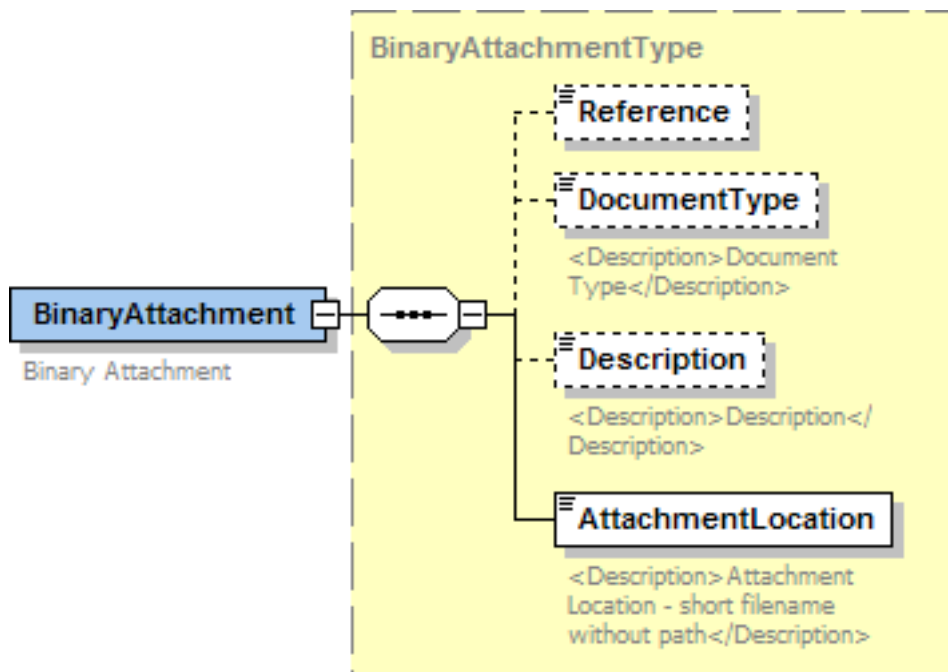 BinaryAttachmentType
Reference
DocumentType
<Description>Document
Type</Description>
BinaryAttachment
Binary Attachment
Description
<Description>Description</
Description>
AttachmentLocation
<Description>Attachment
Location - short filename
without path</Description>